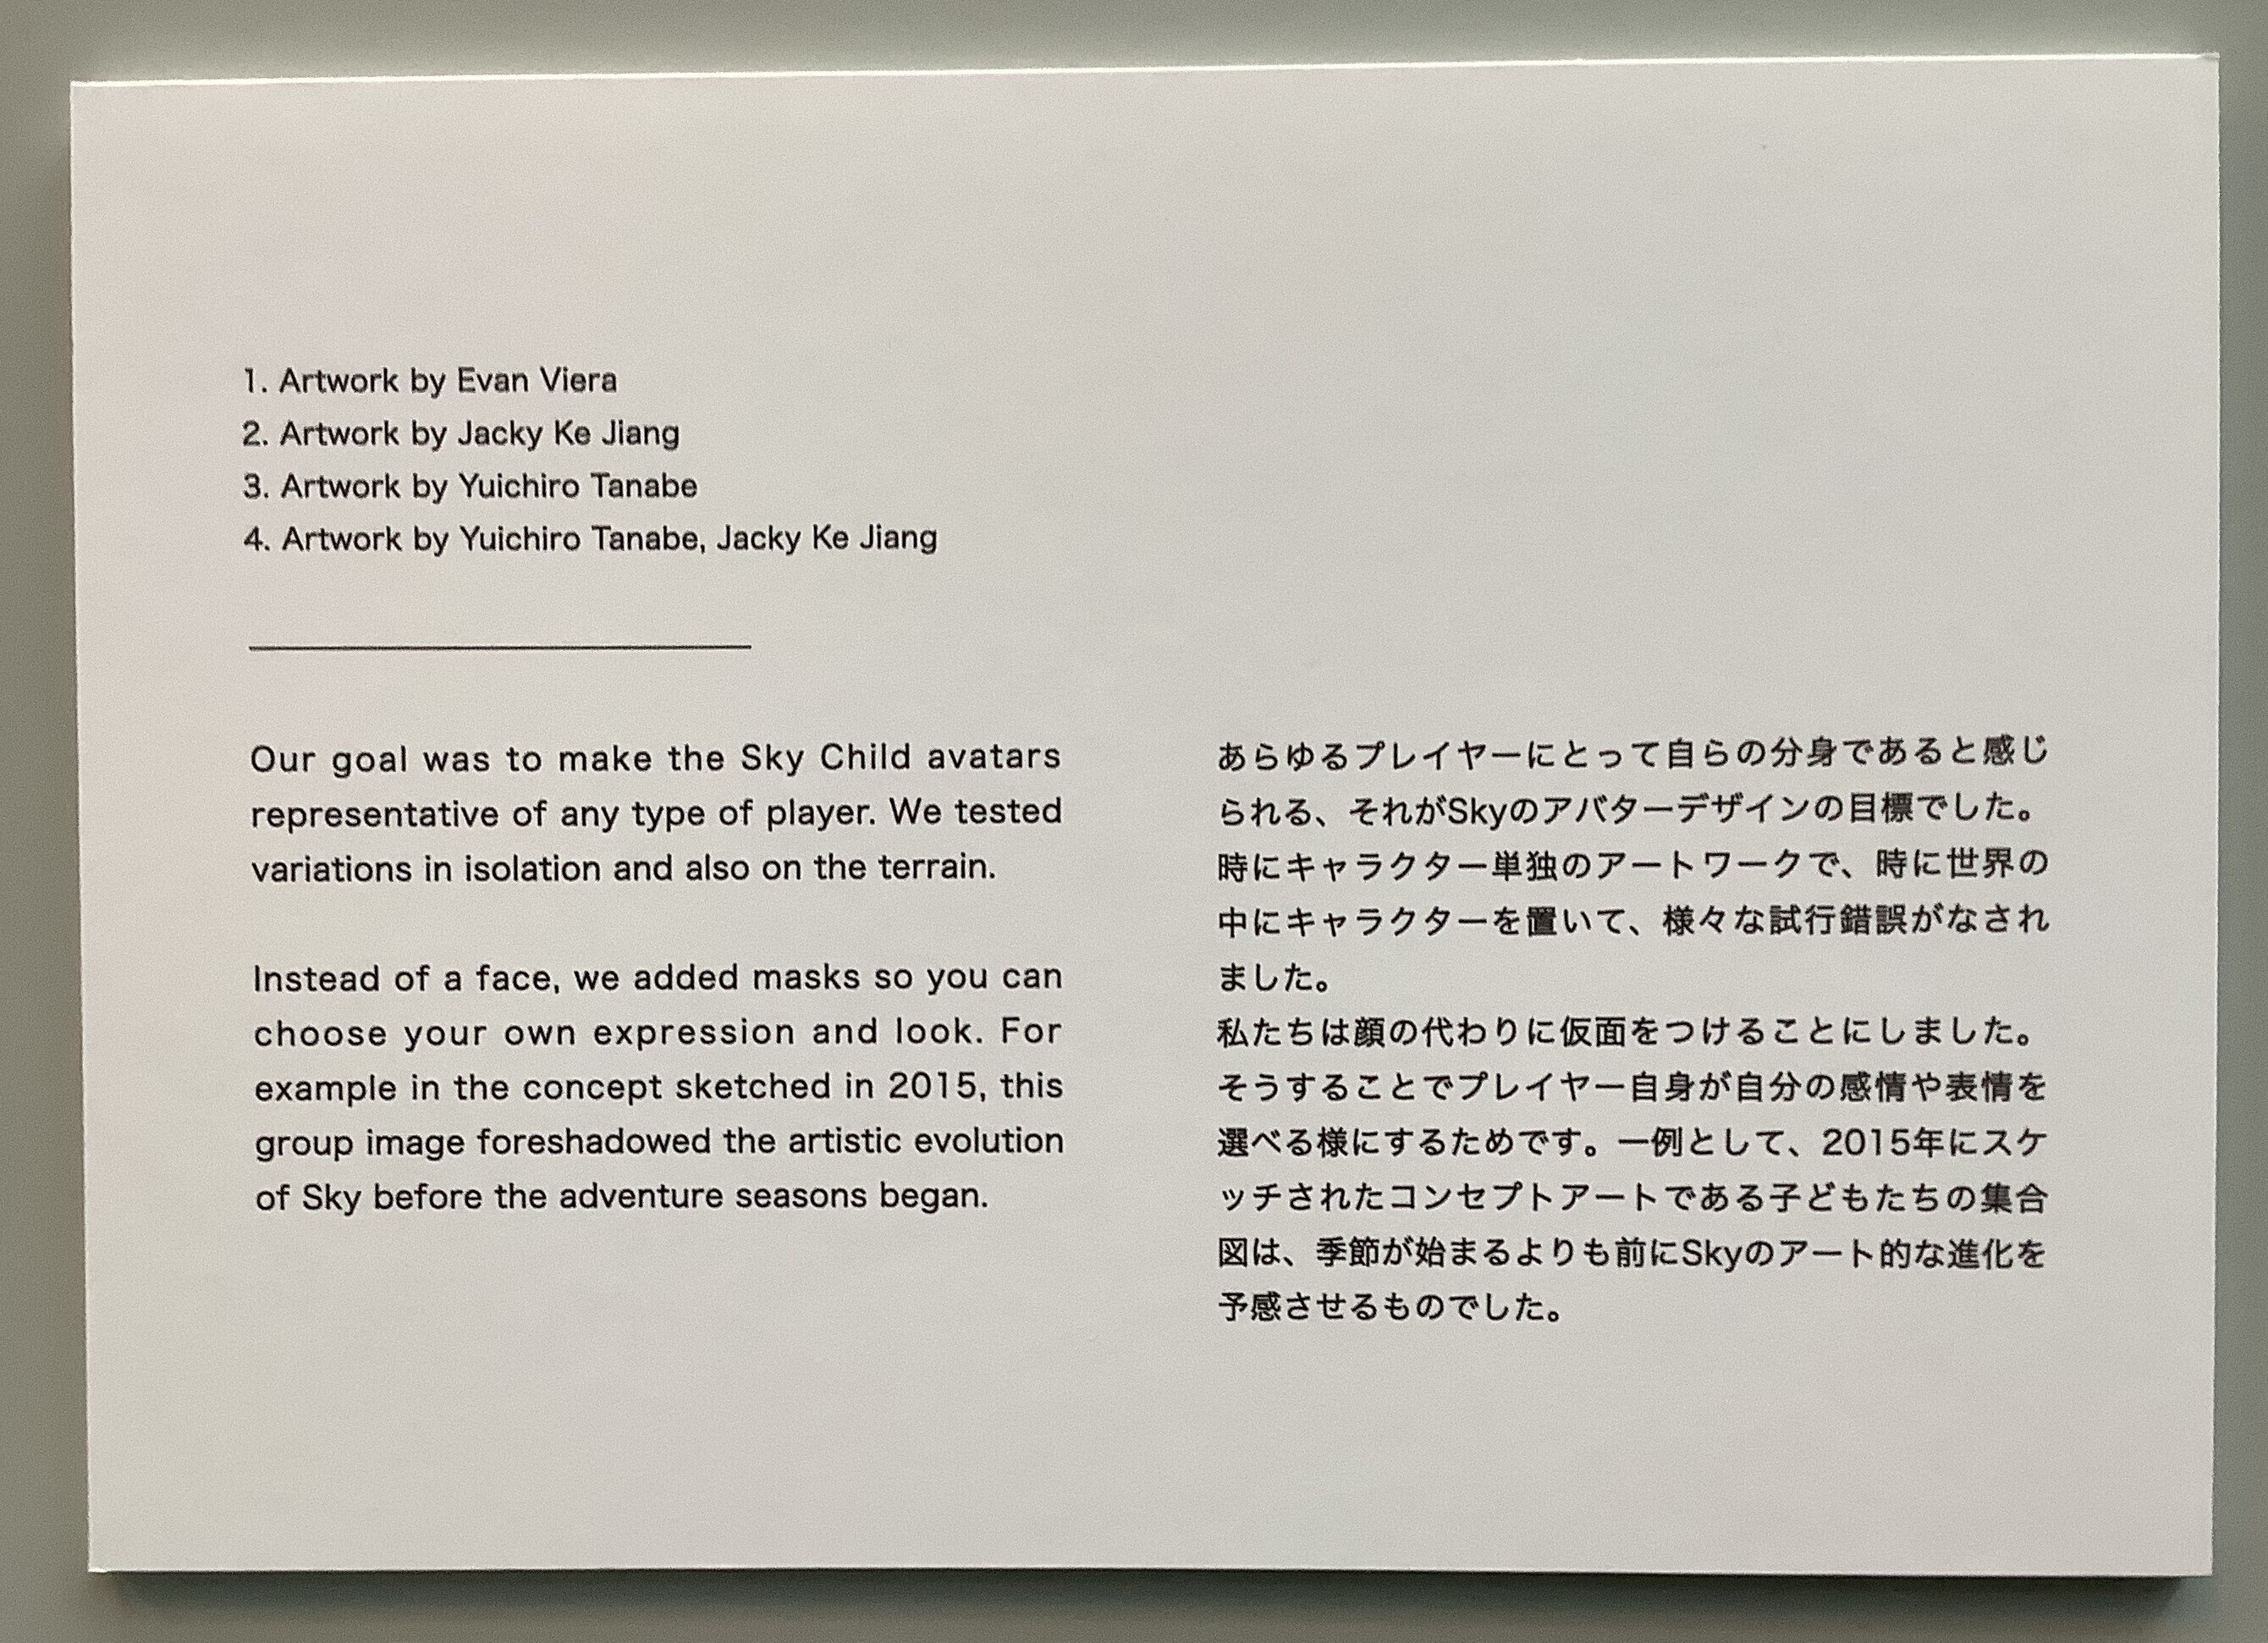 1. Artwork by Evan Viera
2. Artwork by Jacky Ke Jiang
3. Artwork by Yuichiro Tanabe
4. Artwork by Yuichiro Tanabe, Jacky Ke Jiang
Our goal was to make the Sky Child avatars
representative of any type of player. We tested
variations in isolation and also on the terrain.
Instead of a face, we added masks so you can
choose your own expression and look. For
example in the concept sketched in 2015, this
group image foreshadowed the artistic evolution
of Sky before the adventure seasons began.
あらゆるプレイヤーにとって自らの分身であると感じ
られる、それがSkyのアバターデザインの目標でした。
時にキャラクター単独のアートワークで、時に世界の
中にキャラクターを置いて、様々な試行錯誤がなされ
ました。
私たちは顔の代わりに仮面をつけることにしました。
そうすることでプレイヤー自身が自分の感情や表情を
選べる様にするためです。一例として、2015年にスケ
ッチされたコンセプトアートである子どもたちの集合
図は、季節が始まるよりも前にSkyのアート的な進化を
予感させるものでした。